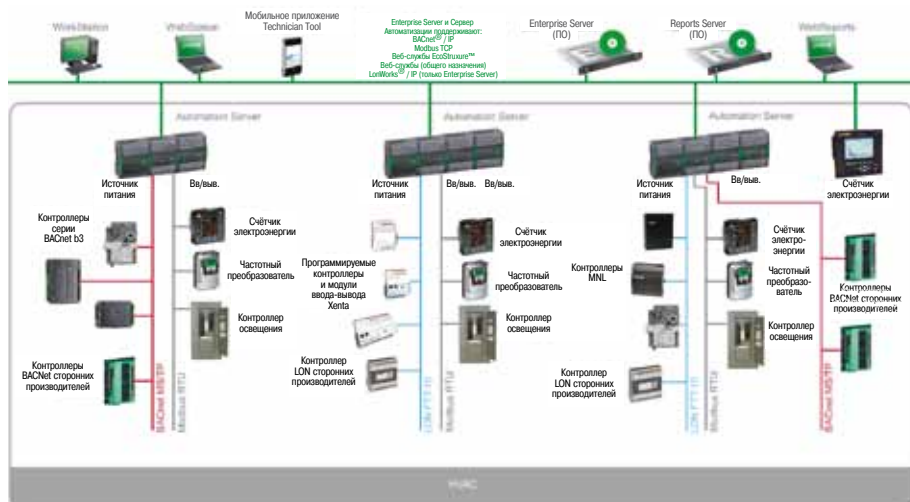 WorkStation
WebStation
Мобильное приложение
Technician Tool
Enterprise Server и Сервер
Автоматизации поддерживают:
BACnet® / IP
Modbus TCP
Веб-службы EcoStruxure™
Веб-службы (общего назначения)
LonWorks® / IP (только Enterprise Server)
Enterprise Server
(ПО)
Reports Server
(ПО)
WebReports
Automation Server
Источник
питания
Вв/выв.
Контроллеры
серии
BACnet b3
Счётчик
электроэнергии
Частотный
преобразователь
Контроллер
освещения
Контроллеры
BACNet сторонних
производителей
BACnet MS/TP
Modbus RTU
Automation Server
Источник
питания
Вв/выв.
Вв/выв.
Счётчик
электроэнергии
Программируемые
контроллеры
и модули
ввода-вывода
Xenta
Частотный
преобразователь
Контроллер
освещения
Контроллер
LON сторонних
производителей
LON FTT-10
Modbus RTU
Automation Server
Источник
питания
Вв/выв.
Счётчик
электроэнергии
Счётчик
электро-
энергии
Контроллеры
MNL
Частотный
преобразо-
ватель
Контроллер
освещения
Контроллеры
BACNet сторонних
производителей
Контроллер
LON сторонних
производителей
LON FTT-10
Modbus RTU
BACnet MS/TP
HVAC